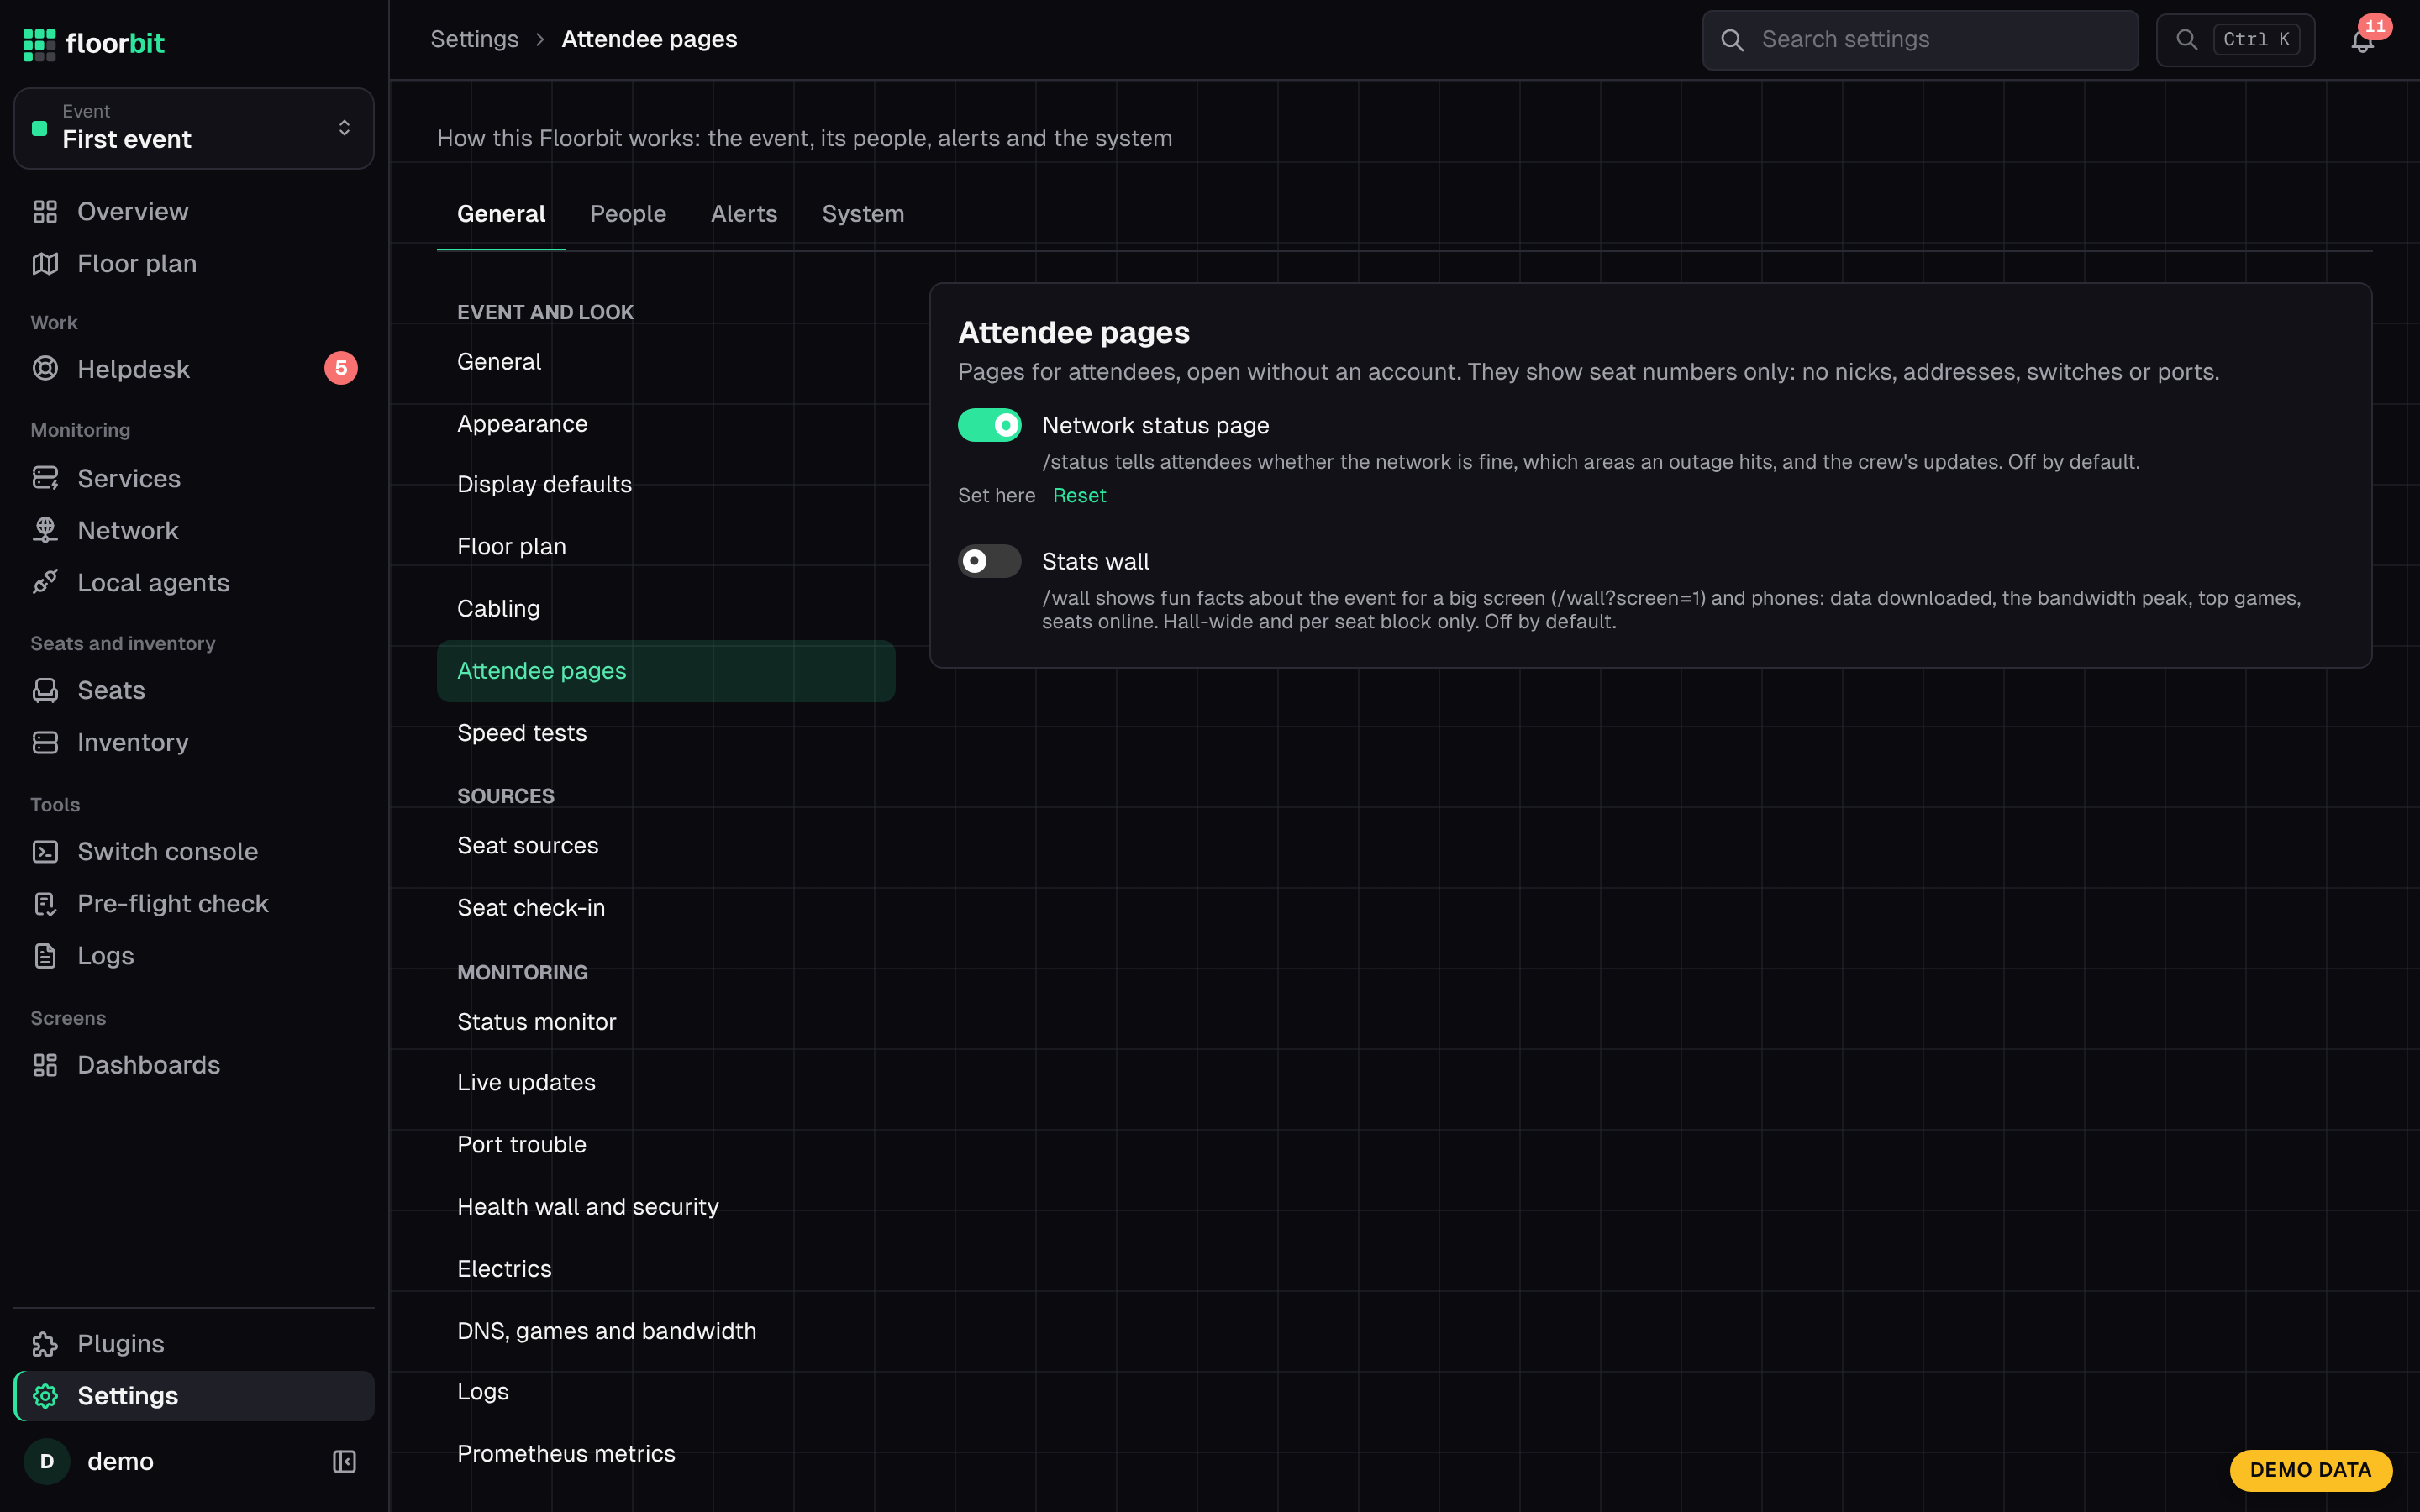 floorbit
Event
First event
Overview
Floor plan
Work
Helpdesk 5
Monitoring
Services
Network
Local agents
Seats and inventory
Seats
Inventory
Tools
Switch console
Pre-flight check
Logs
Screens
Dashboards
Plugins
Settings
D demo
Settings > Attendee pages
Search settings
Ctrl K
11
How this Floorbit works: the event, its people, alerts and the system
General People Alerts System
EVENT AND LOOK
General
Appearance
Display defaults
Floor plan
Cabling
Attendee pages
Speed tests
SOURCES
Seat sources
Seat check-in
MONITORING
Status monitor
Live updates
Port trouble
Health wall and security
Electrics
DNS, games and bandwidth
Logs
Prometheus metrics
Attendee pages
Pages for attendees, open without an account. They show seat numbers only: no nicks, addresses, switches or ports.
Network status page
/status tells attendees whether the network is fine, which areas an outage hits, and the crew's updates. Off by default.
Set here Reset
Stats wall
/wall shows fun facts about the event for a big screen (/wall?screen=1) and phones: data downloaded, the bandwidth peak, top games,
seats online. Hall-wide and per seat block only. Off by default.
DEMO DATA